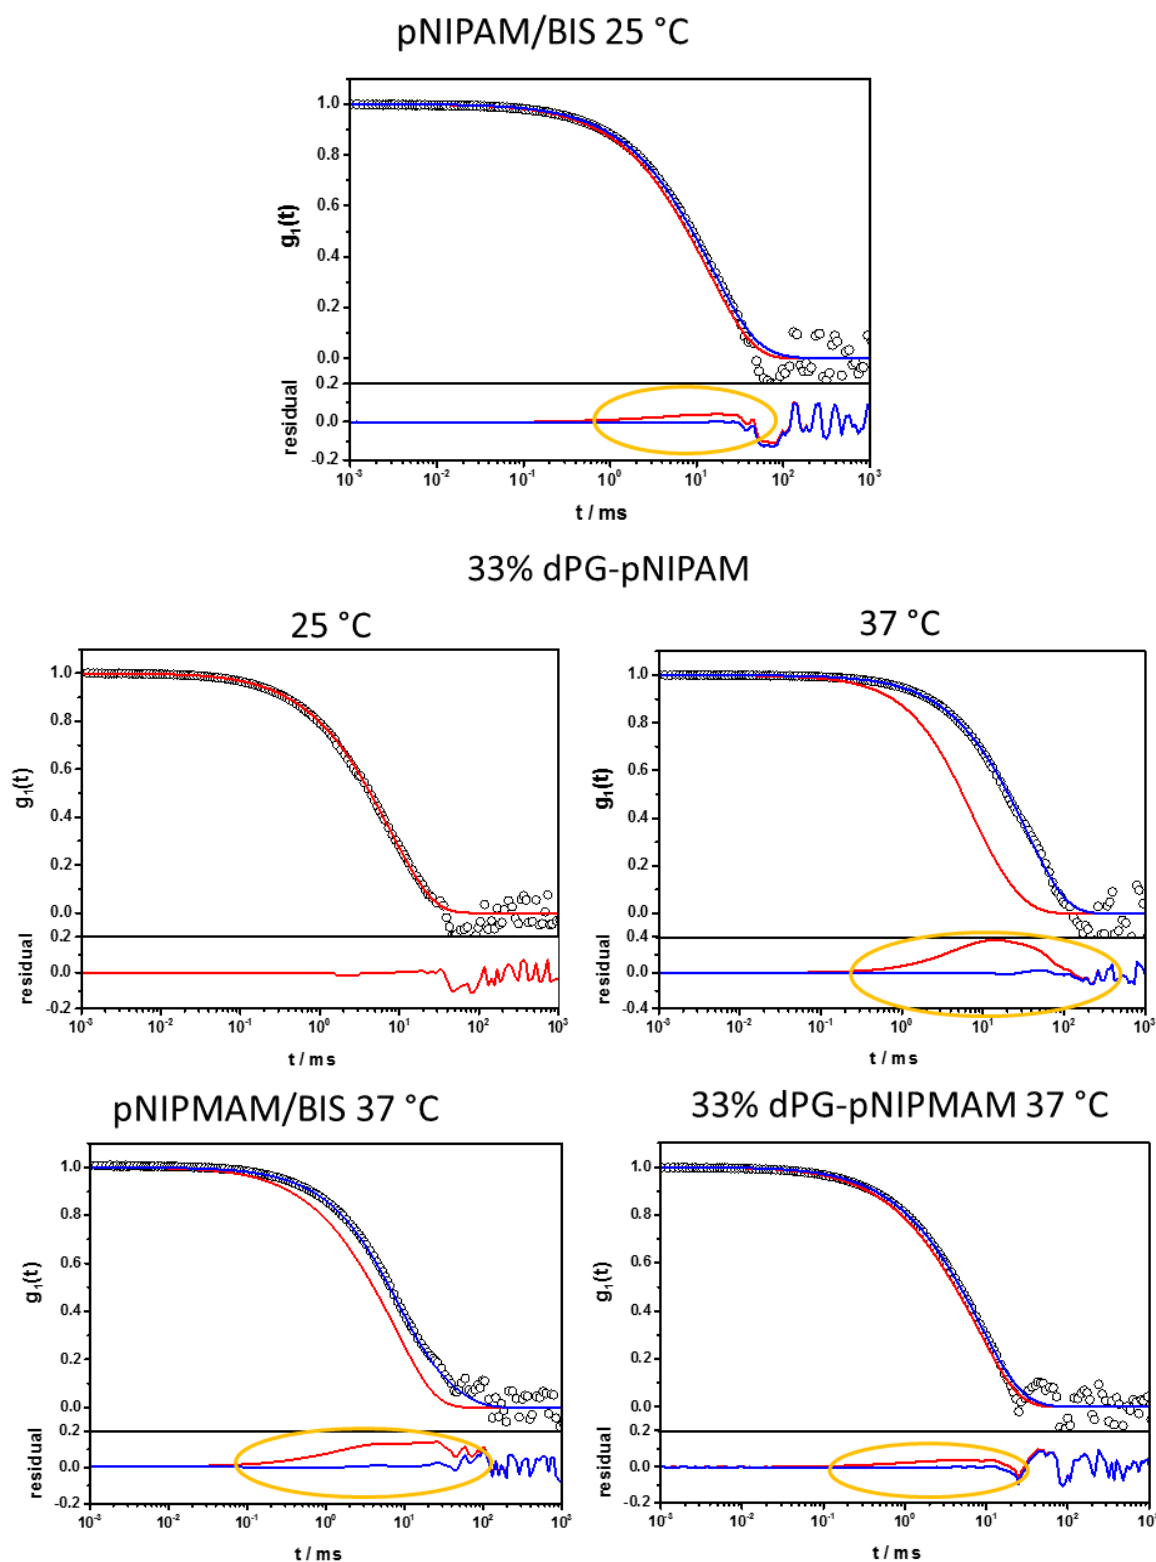 pNIPAM/BIS 25 °C
1.0
0.8
0.6
0.4
0.2
0.0
g₁(t)
0.2
0.0
-0.2
residual
10⁻³ 10⁻² 10⁻¹ 10⁰ 10¹ 10² 10³
t / ms
33% dPG-pNIPAM
25 °C
1.0
0.8
0.6
0.4
0.2
0.0
g₁(t)
0.2
0.0
-0.2
residual
10⁻³ 10⁻² 10⁻¹ 10⁰ 10¹ 10² 10³
t / ms
37 °C
1.0
0.8
0.6
0.4
0.2
0.0
g₁(t)
0.4
0.0
-0.4
residual
10⁻³ 10⁻² 10⁻¹ 10⁰ 10¹ 10² 10³
t / ms
pNIPMAM/BIS 37 °C
1.0
0.8
0.6
0.4
0.2
0.0
g₁(t)
0.2
0.0
-0.2
residual
10⁻³ 10⁻² 10⁻¹ 10⁰ 10¹ 10² 10³
t / ms
33% dPG-pNIPMAM 37 °C
1.0
0.8
0.6
0.4
0.2
0.0
g₁(t)
0.2
0.0
-0.2
residual
10⁻³ 10⁻² 10⁻¹ 10⁰ 10¹ 10² 10³
t / ms